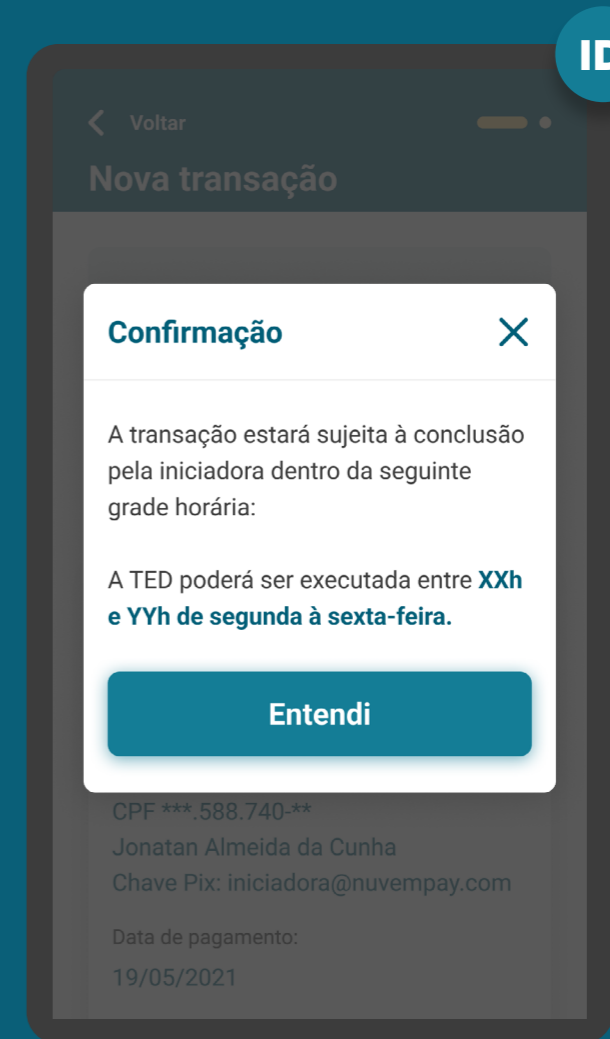 ID
Voltar
Nova transação
Confirmação
A transação estará sujeita à conclusão
pela iniciadora dentro da seguinte
grade horária:
A TED poderá ser executada entre XXh
e YYh de segunda à sexta-feira.
Entendi
CPF ***.588.740-**
Jonatan Almeida da Cunha
Chave Pix: iniciadora@nuvempay.com
Data de pagamento:
19/05/2021